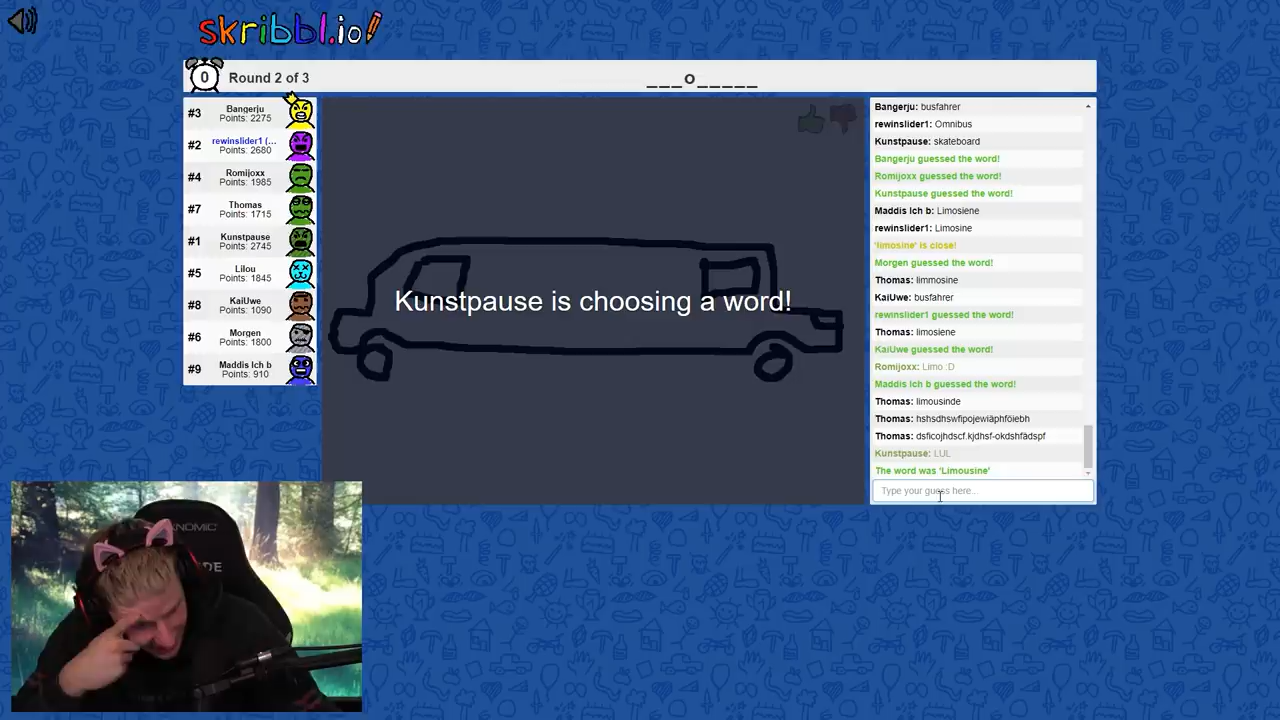 skribbl.io!
0 Round 2 of 3 ___o_____
#3 Bangerju
Points: 2275
#2 rewinslider1 (...
Points: 2680
#4 Romijoxx
Points: 1985
#7 Thomas
Points: 1715
#1 Kunstpause
Points: 2745
#5 Lilou
Points: 1845
#8 KaiUwe
Points: 1090
#6 Morgen
Points: 1800
#9 Maddis Ich b
Points: 910
Kunstpause is choosing a word!
Bangerju: busfahrer
rewinslider1: Omnibus
Kunstpause: skateboard
Bangerju guessed the word!
Romijoxx guessed the word!
Kunstpause guessed the word!
Maddis Ich b: Limosiene
rewinslider1: Limosine
'limosine' is close!
Morgen guessed the word!
Thomas: limmosine
KaiUwe: busfahrer
rewinslider1 guessed the word!
Thomas: limosiene
KaiUwe guessed the word!
Romijoxx: Limo :D
Maddis Ich b guessed the word!
Thomas: limousinde
Thomas: hshsdhswfipojewiäphföiebh
Thomas: dsficojhdscf.kjdhsf-okdshfädspf
Kunstpause: LUL
The word was 'Limousine'
Type your guess here...